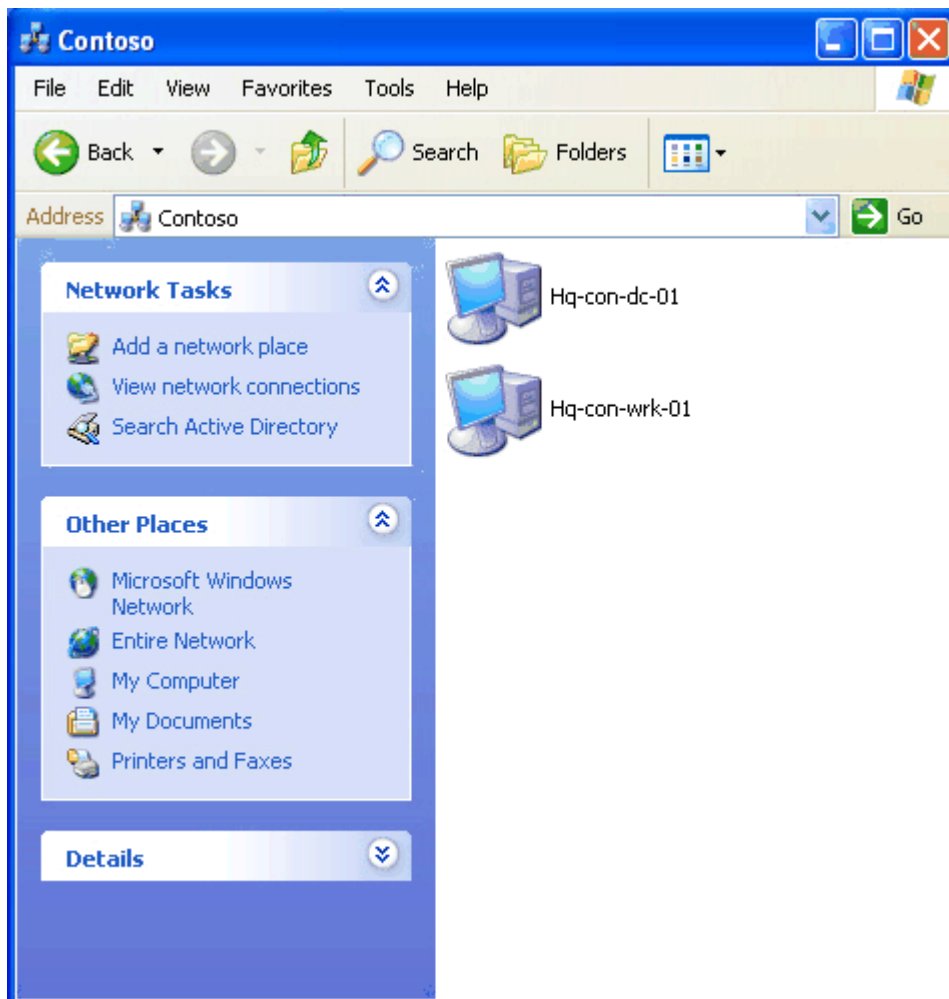 Contoso
File Edit View Favorites Tools Help
Back Search Folders
Address Contoso Go
Network Tasks
Add a network place
View network connections
Search Active Directory
Other Places
Microsoft Windows
Network
Entire Network
My Computer
My Documents
Printers and Faxes
Details
Hq-con-dc-01
Hq-con-wrk-01